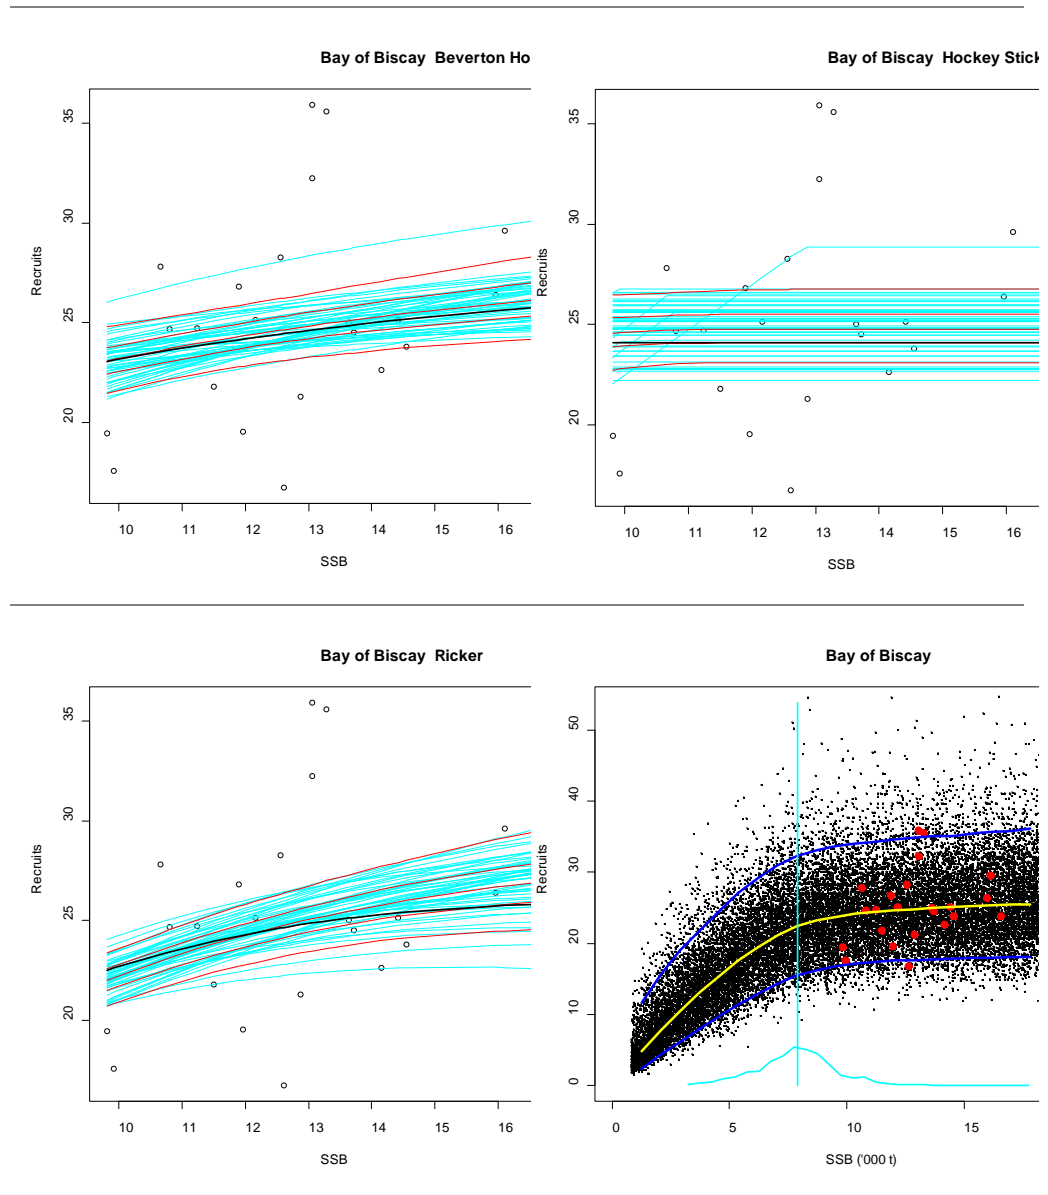 Bay of Biscay  Beverton Ho
Recruits
35
30
25
20
10 11 12 13 14 15 16
SSB
Bay of Biscay  Hockey Stick
Recruits
35
30
25
20
10 11 12 13 14 15 16
SSB
Bay of Biscay  Ricker
Recruits
35
30
25
20
10 11 12 13 14 15 16
SSB
Bay of Biscay
Recruits
50
40
30
20
10
0
0 5 10 15
SSB ('000 t)